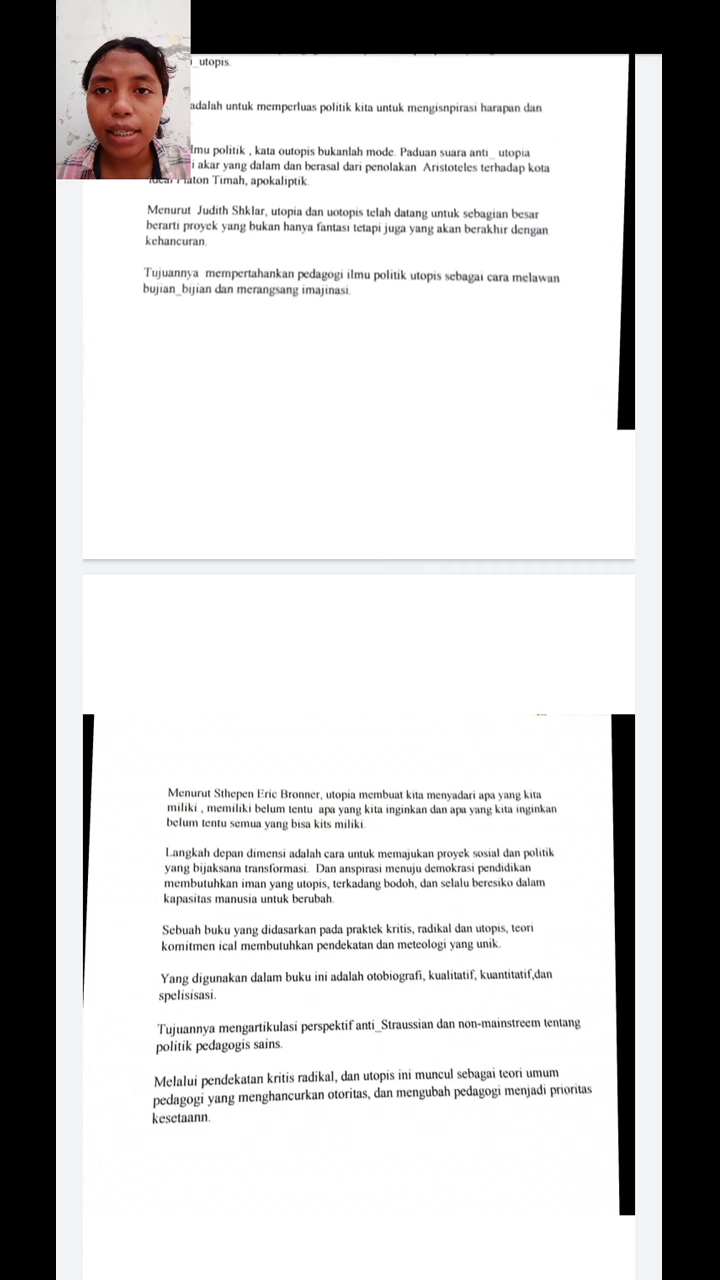 utopis.
adalah untuk memperluas politik kita untuk mengisnpirasi harapan dan
lmu politik , kata outopis bukanlah mode. Paduan suara anti_ utopia
i akar yang dalam dan berasal dari penolakan Aristoteles terhadap kota
Timah, apokaliptik.
Menurut Judith Shklar, utopia dan uotopis telah datang untuk sebagian besar
berarti proyek yang bukan hanya fantasi tetapi juga yang akan berakhir dengan
kehancuran.
Tujuannya mempertahankan pedagogi ilmu politik utopis sebagai cara melawan
bujian_bijian dan merangsang imajinasi.
Menurut Sthepen Eric Bronner, utopia membuat kita menyadari apa yang kita
miliki , memiliki belum tentu apa yang kita inginkan dan apa yang kita inginkan
belum tentu semua yang bisa kits miliki.
Langkah depan dimensi adalah cara untuk memajukan proyek sosial dan politik
yang bijaksana transformasi. Dan anspirasi menuju demokrasi pendidikan
membutuhkan iman yang utopis, terkadang bodoh, dan selalu beresiko dalam
kapasitas manusia untuk berubah.
Sebuah buku yang didasarkan pada praktek kritis, radikal dan utopis, teori
komitmen ical membutuhkan pendekatan dan meteologi yang unik.
Yang digunakan dalam buku ini adalah otobiografi, kualitatif, kuantitatif,dan
spelisisasi.
Tujuannya mengartikulasi perspektif anti_Straussian dan non-mainstreem tentang
politik pedagogis sains.
Melalui pendekatan kritis radikal, dan utopis ini muncul sebagai teori umum
pedagogi yang menghancurkan otoritas, dan mengubah pedagogi menjadi prioritas
kesetaann.